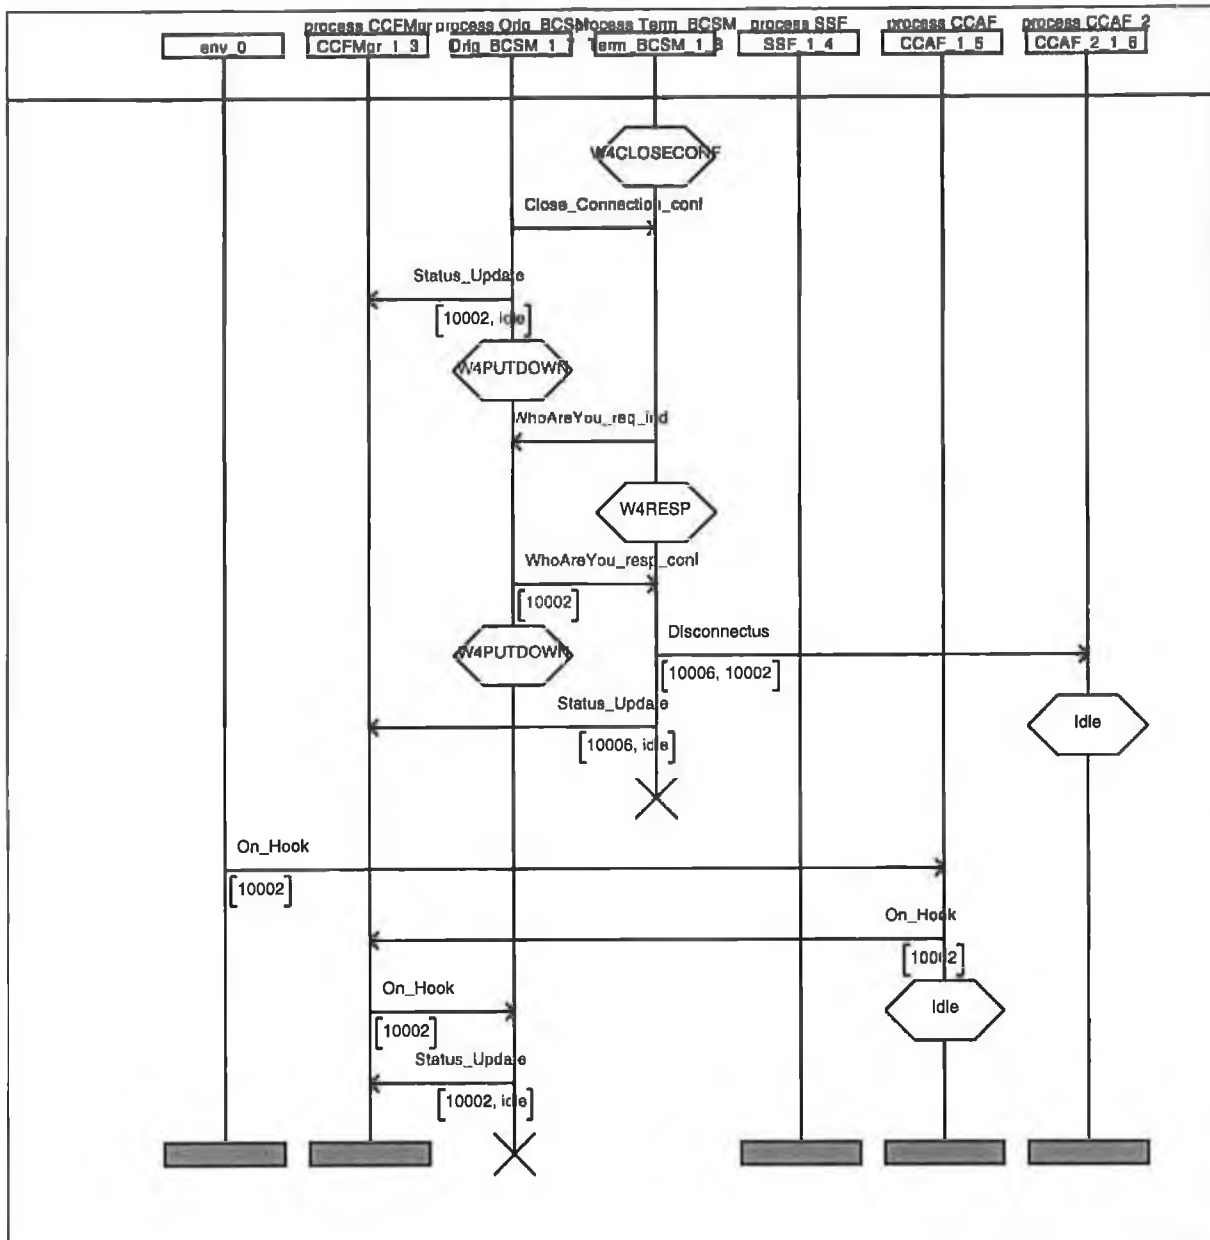 process CCFMgr process Orig_BCSM process Term_BCSM process SSF process CCAF process CCAF_2
env_0 CCFMgr_1_3 Orig_BCSM_1 Term_BCSM_1 SSF_1_4 CCAF_1_5 CCAF_2_1_6
W4CLOSECONF
Close_Connection_conf
Status_Update
[10002, idle]
W4PUTDOWN
WhoAreYou_req_ind
W4RESP
WhoAreYou_resp_conf
[10002]
Disconnectus
W4PUTDOWN
[10006, 10002]
Status_Update
Idle
[10006, idle]
On_Hook
[10002]
On_Hook
[10002]
On_Hook
Idle
[10002]
Status_Update
[10002, idle]